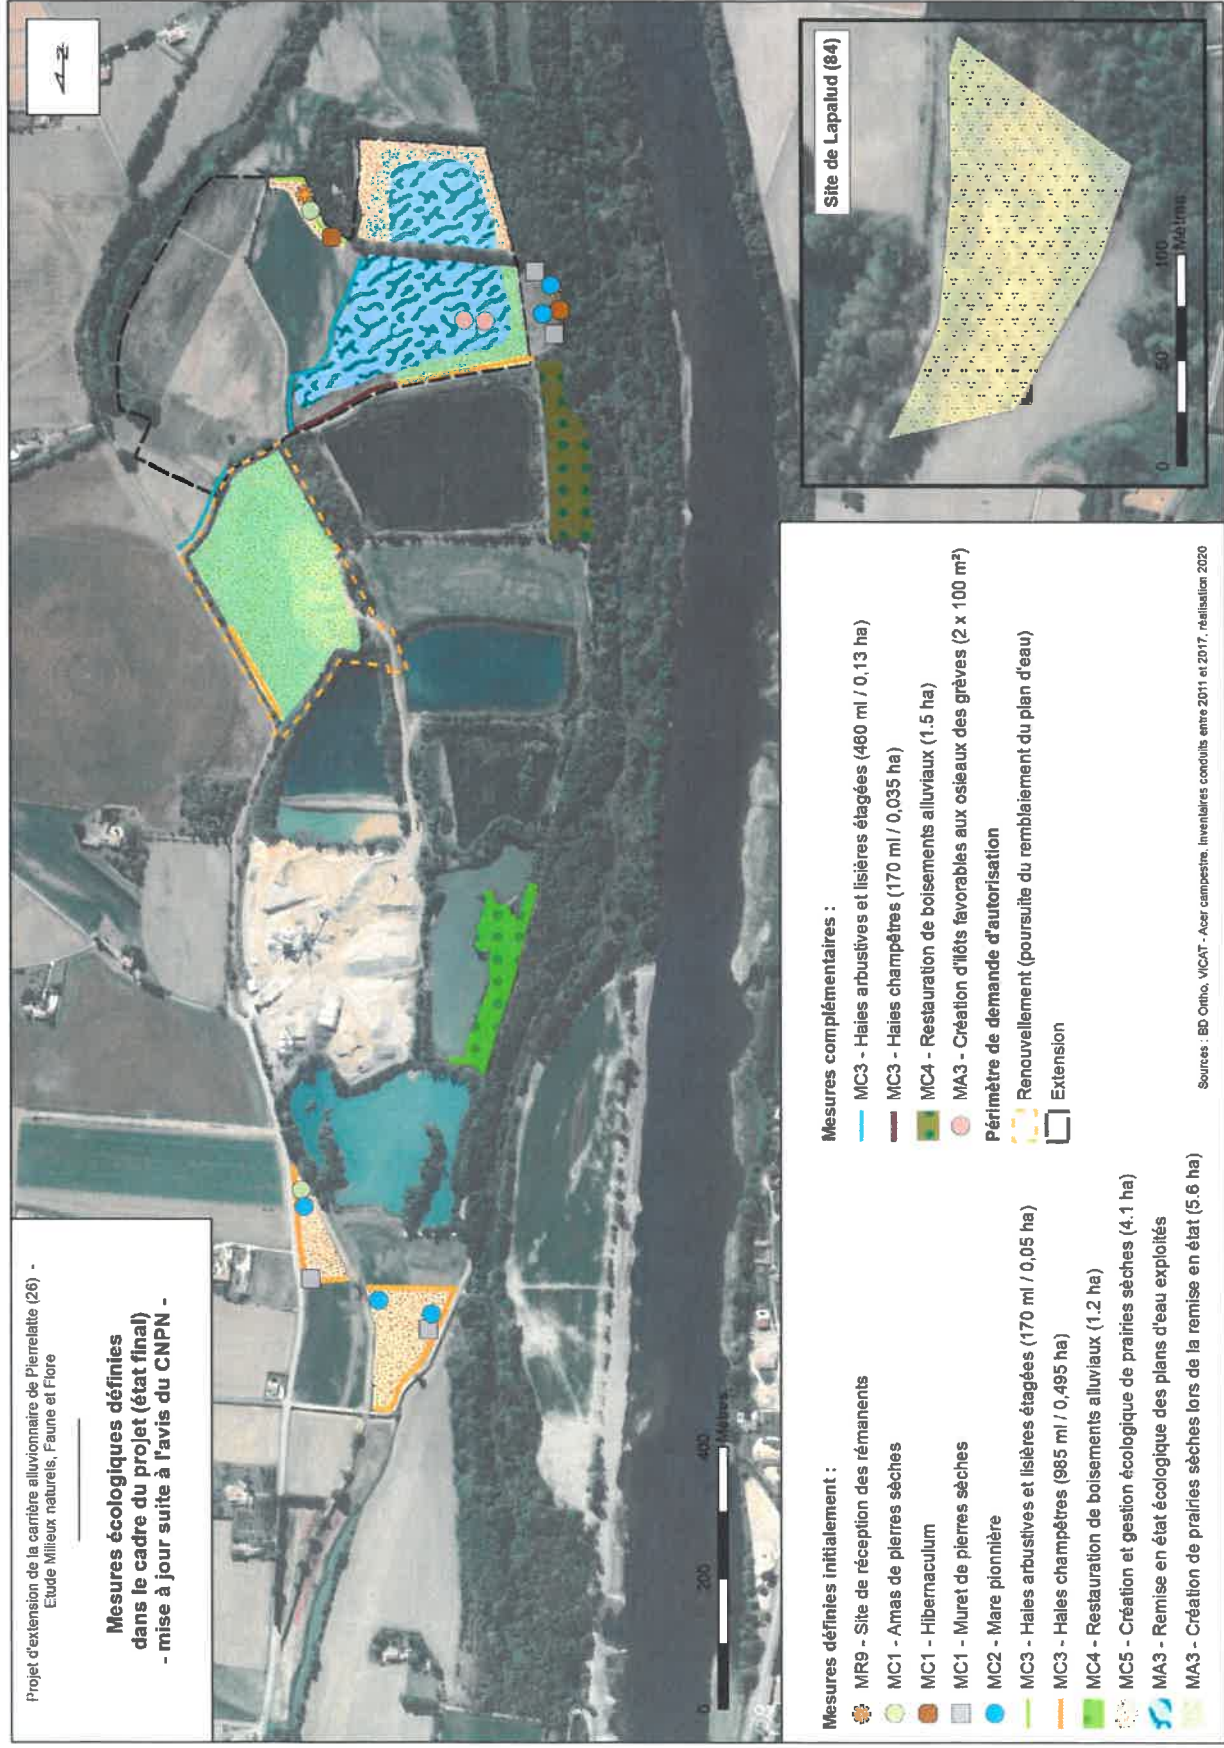 Projet d'extension de la carrière alluvionnaire de Pierrelatte (26) -
Etude Milieux naturels, Faune et Flore
Mesures écologiques définies
dans le cadre du projet (état final)
- mise à jour suite à l'avis du CNPN -
Site de Lapalud (84)
0 50 100
Mètres
0 200 400
Mètres
Mesures définies initialement :
MR9 - Site de réception des rémanents
MC1 - Amas de pierres sèches
MC1 - Hibernaculum
MC1 - Muret de pierres sèches
MC2 - Mare pionnière
MC3 - Haies arbustives et lisières étagées (170 ml / 0,05 ha)
MC3 - Haies champêtres (985 ml / 0,495 ha)
MC4 - Restauration de boisements alluviaux (1.2 ha)
MC5 - Création et gestion écologique de prairies sèches (4.1 ha)
MA3 - Remise en état écologique des plans d'eau exploités
MA3 - Création de prairies sèches lors de la remise en état (5.6 ha)
Mesures complémentaires :
MC3 - Haies arbustives et lisières étagées (460 ml / 0,13 ha)
MC3 - Haies champêtres (170 ml / 0,035 ha)
MC4 - Restauration de boisements alluviaux (1.5 ha)
MA3 - Création d'îlôts favorables aux osieaux des grèves (2 x 100 m²)
Périmètre de demande d'autorisation
Renouvellement (poursuite du remblaiement du plan d'eau)
Extension
Sources : BD Ortho, VICAT - Acer campestre. Inventaires conduits entre 2011 et 2017, réalisation 2020